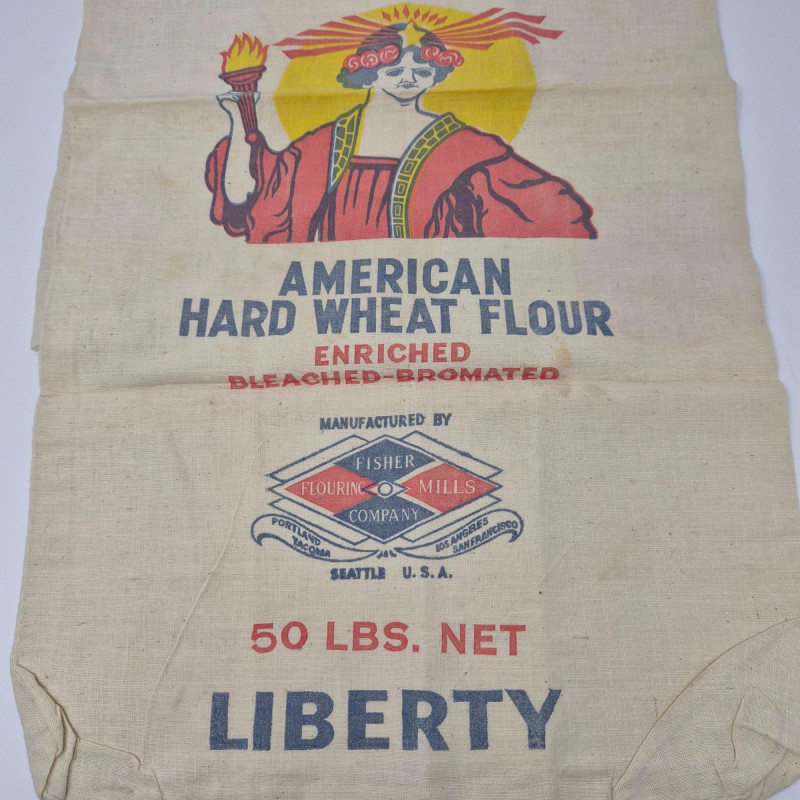 AMERICAN
HARD WHEAT FLOUR
ENRICHED
BLEACHED-BROMATED
MANUFACTURED BY
FISHER
FLOURING MILLS
COMPANY
PORTLAND
TACOMA
LOS ANGELES
SAN FRANCISCO
SEATTLE U.S.A.
50 LBS. NET
LIBERTY